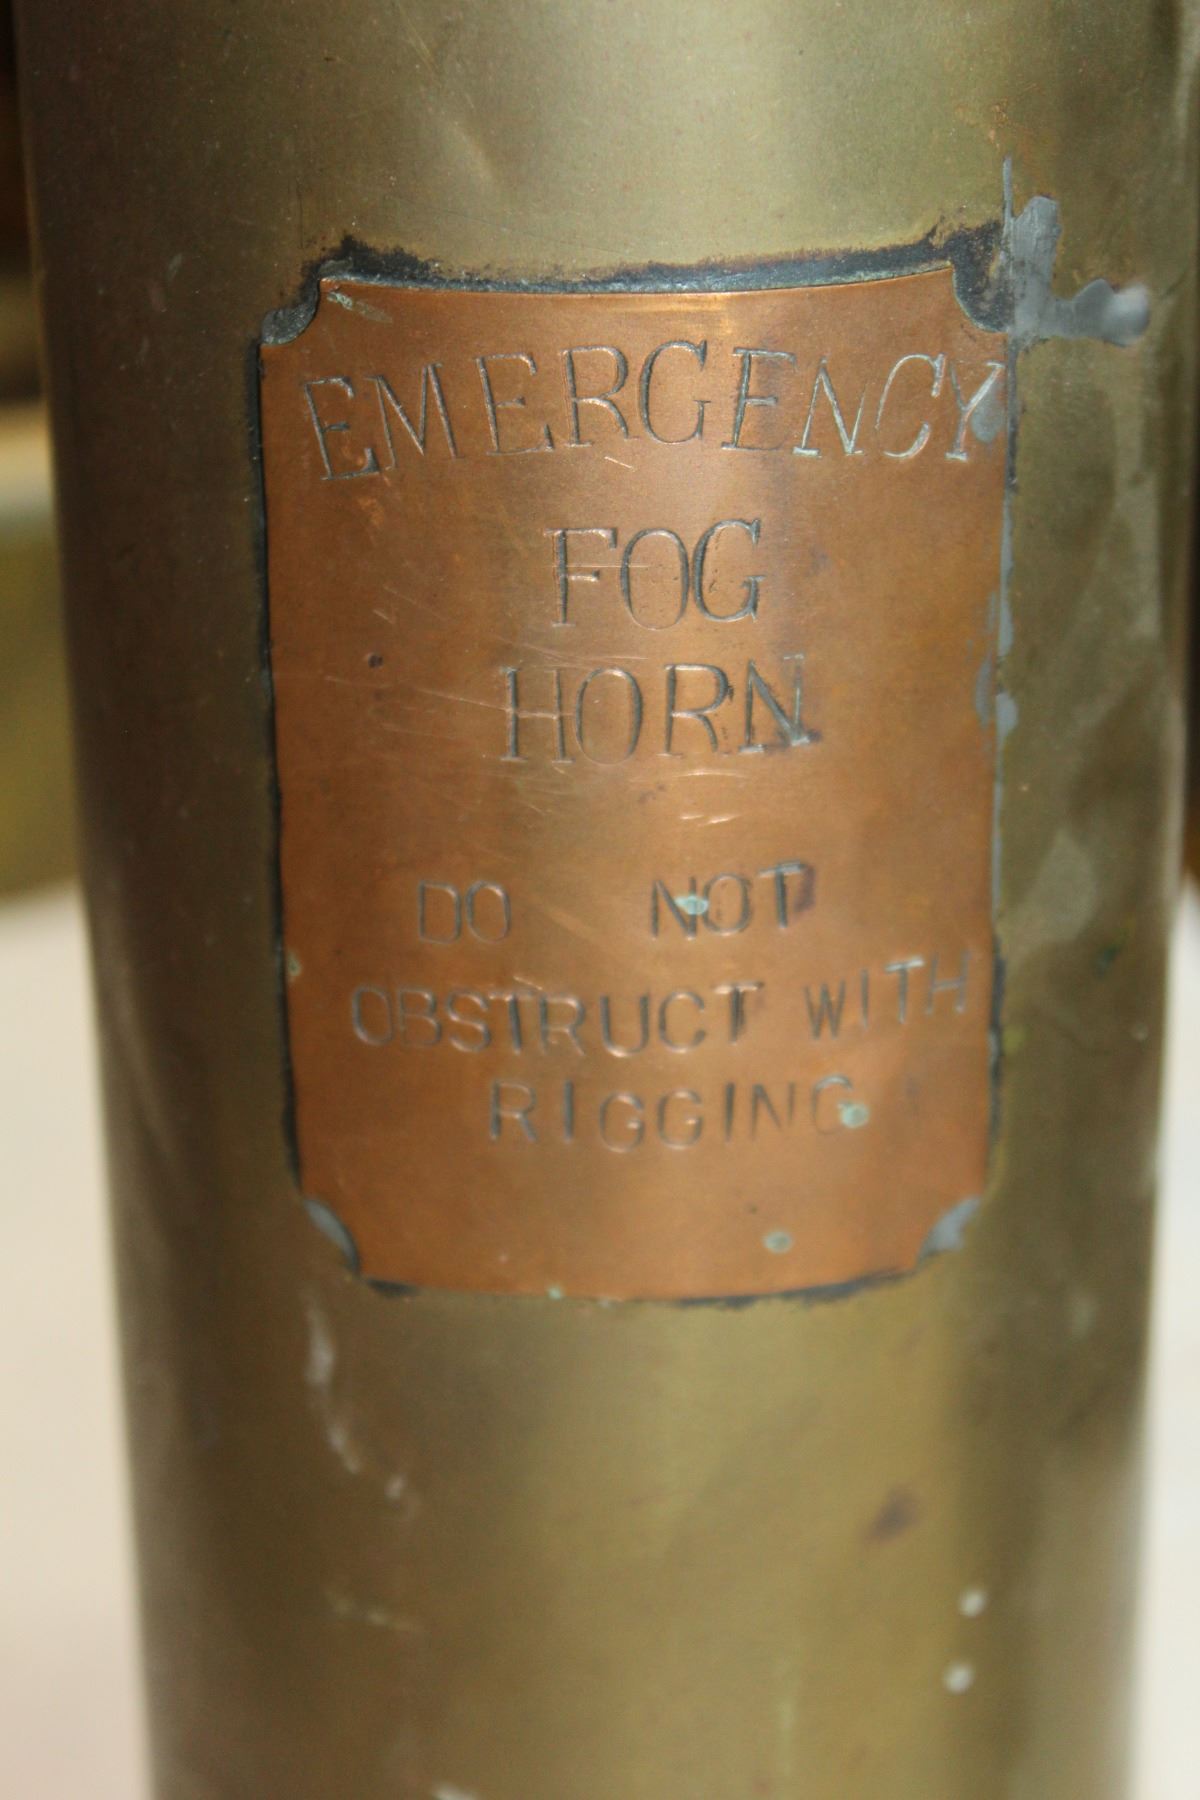 EMERGENCY
FOG
HORN
DO NOT
OBSTRUCT WITH
RIGGING